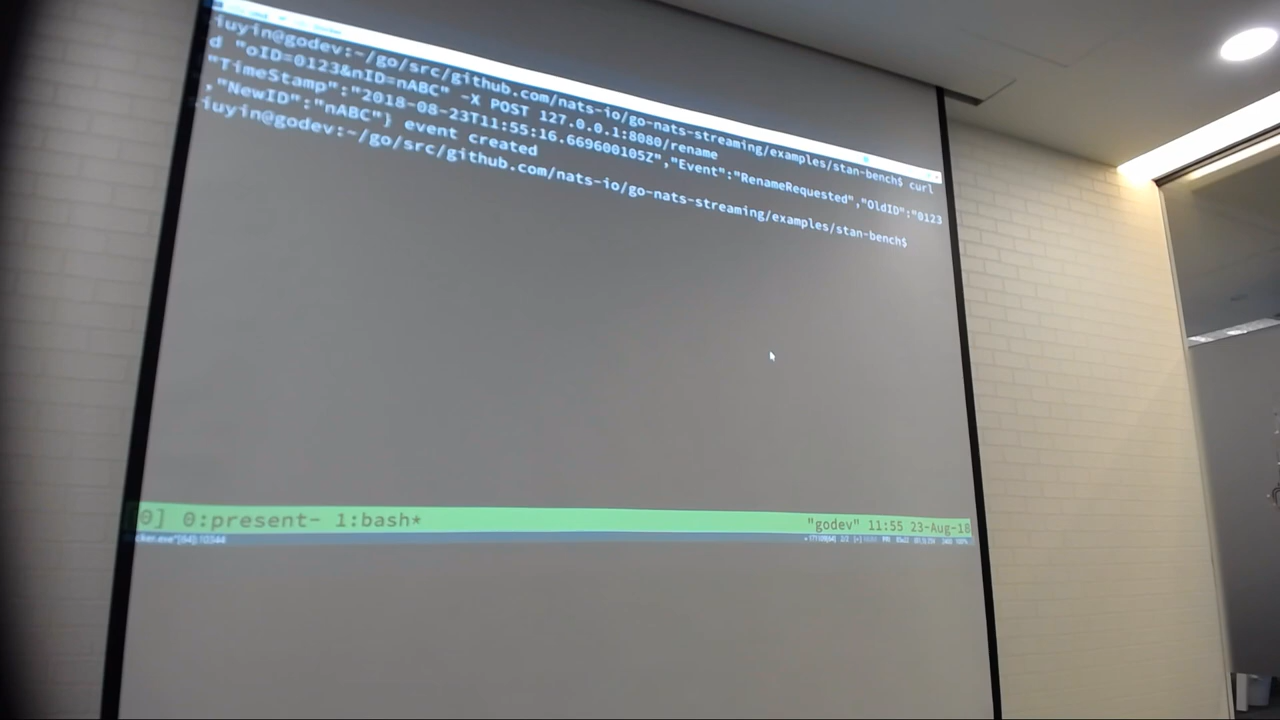 iuyin@godev:~/go/src/github.com/nats-io/go-nats-streaming/examples/stan-bench$ curl
d "oID=0123&nID=nABC" -X POST 127.0.0.1:8080/rename
"TimeStamp":"2018-08-23T11:55:16.669600105Z","Event":"RenameRequested","OldID":"0123
,"NewID":"nABC"} event created
iuyin@godev:~/go/src/github.com/nats-io/go-nats-streaming/examples/stan-bench$
[0] 0:present- 1:bash* "godev" 11:55 23-Aug-18